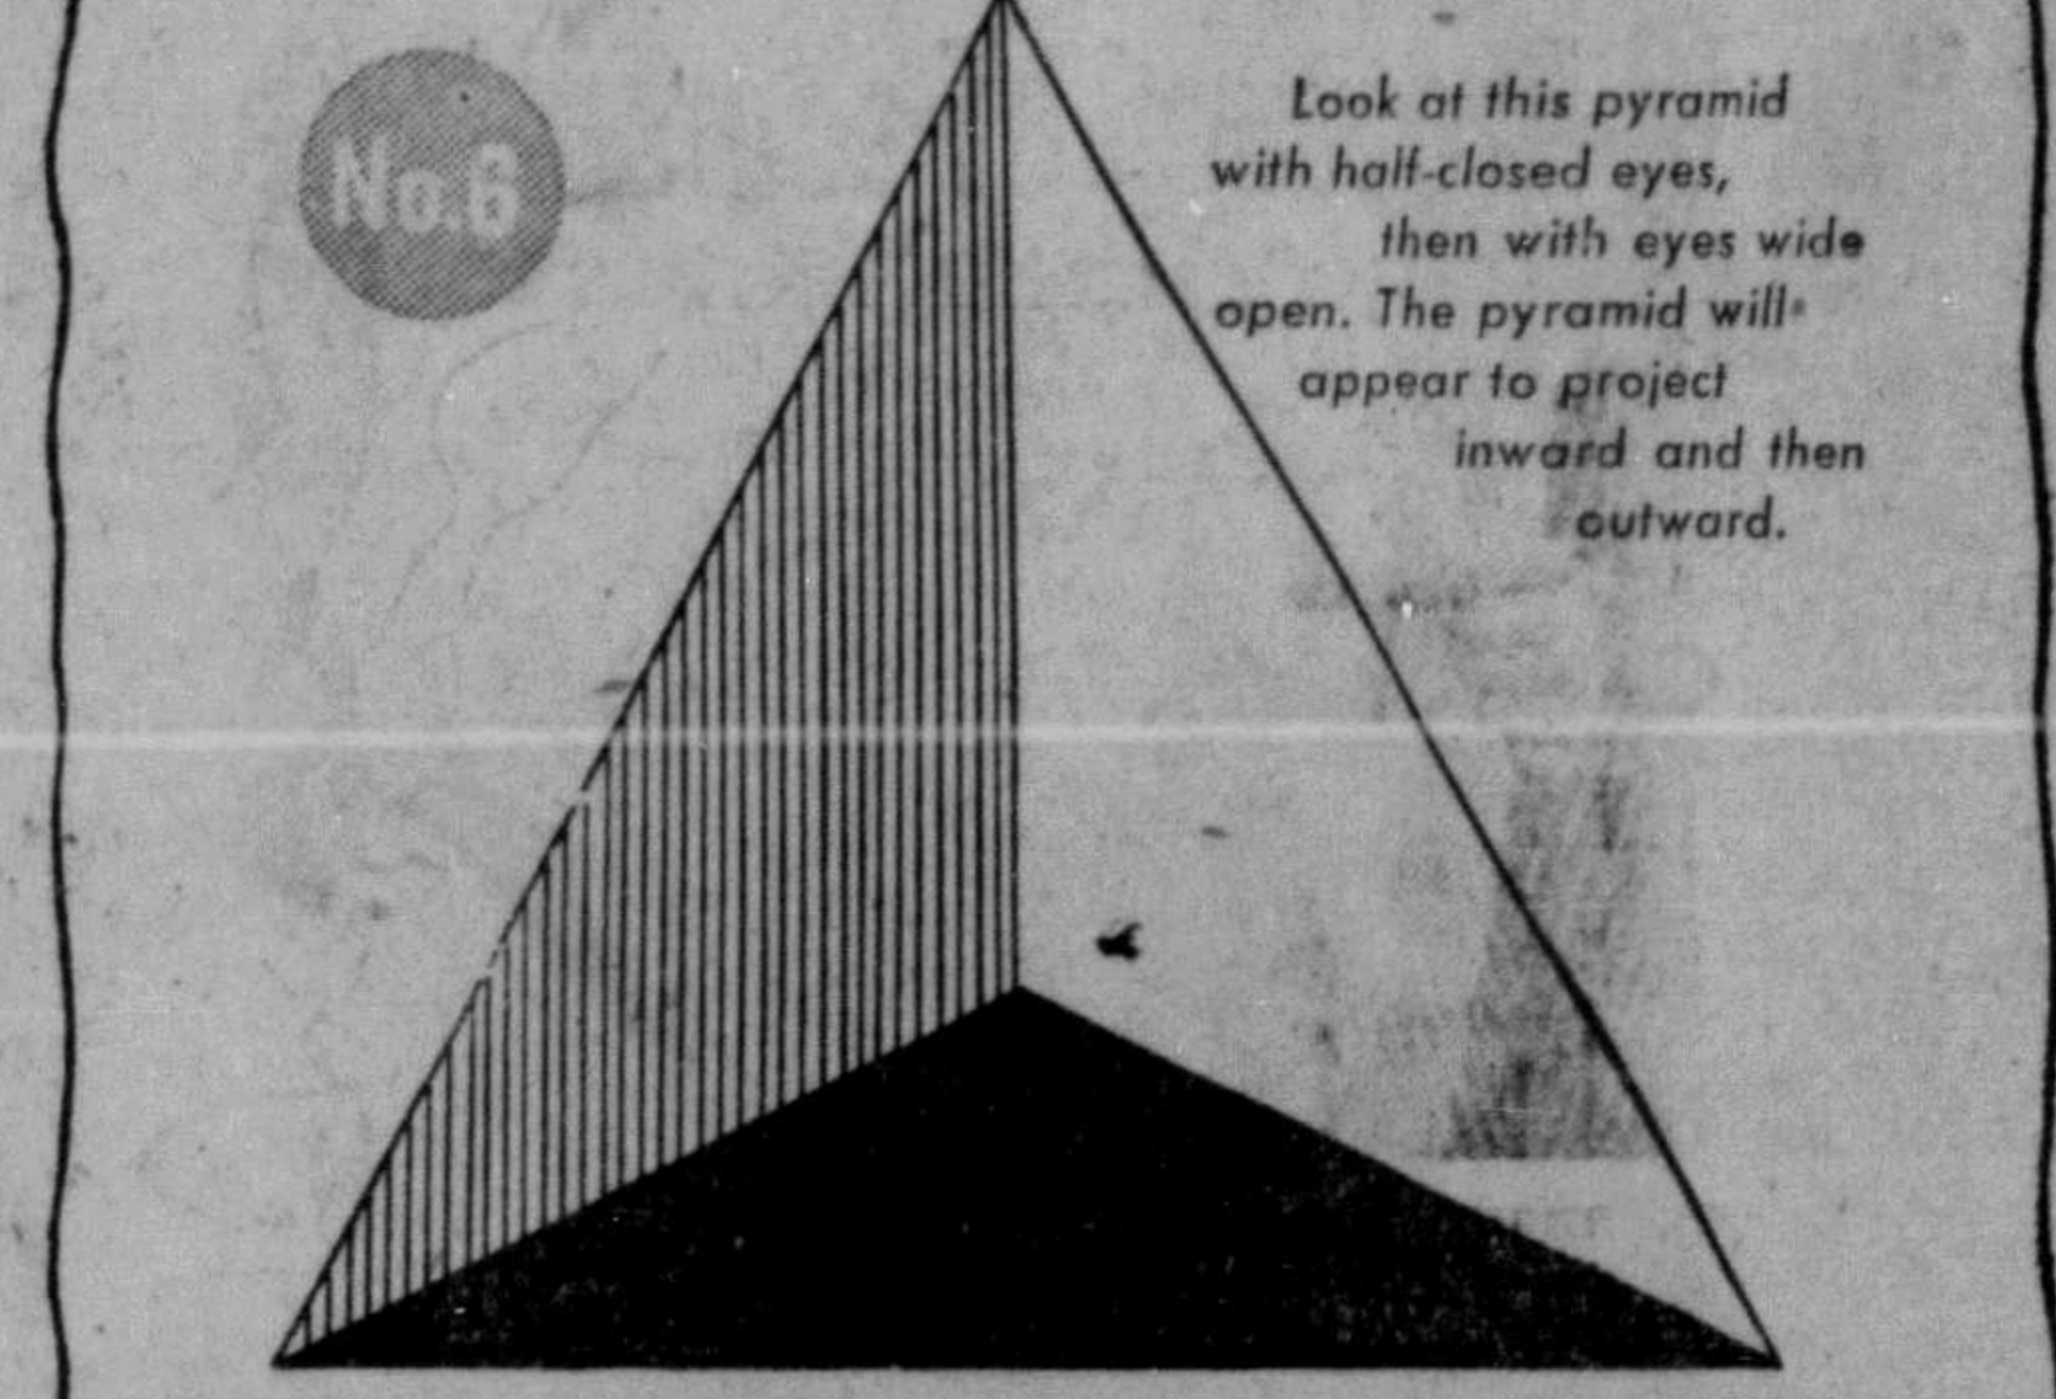 No.6
Look at this pyramid
with half-closed eyes,
then with eyes wide
open. The pyramid will
appear to project
inward and then
outward.